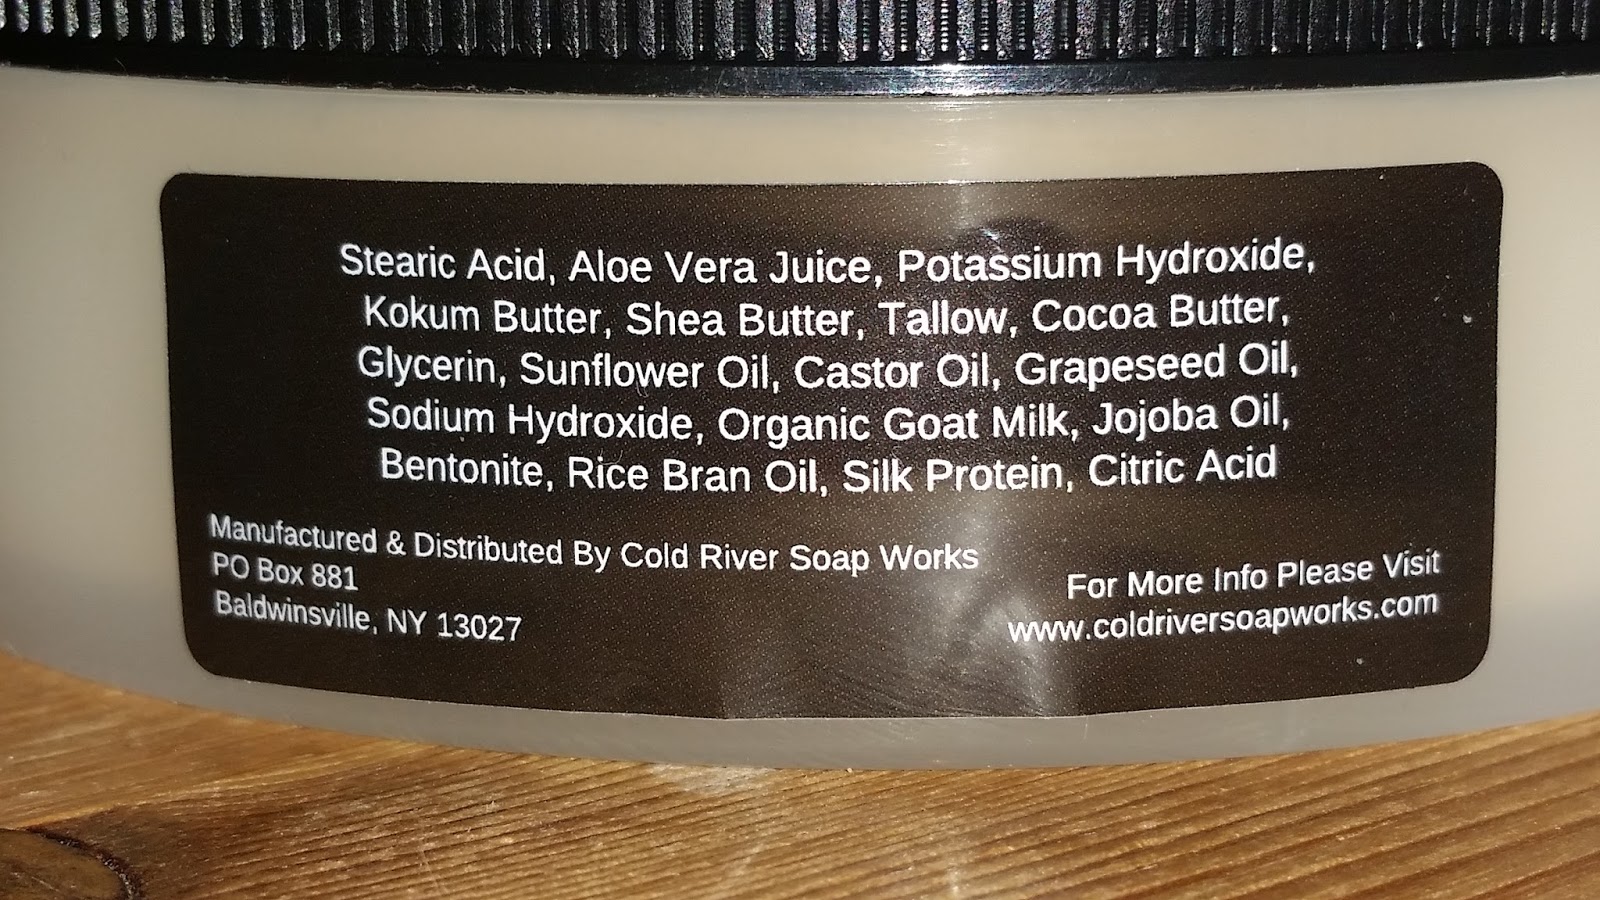 Stearic Acid, Aloe Vera Juice, Potassium Hydroxide,
Kokum Butter, Shea Butter, Tallow, Cocoa Butter,
Glycerin, Sunflower Oil, Castor Oil, Grapeseed Oil,
Sodium Hydroxide, Organic Goat Milk, Jojoba Oil,
Bentonite, Rice Bran Oil, Silk Protein, Citric Acid
Manufactured & Distributed By Cold River Soap Works
PO Box 881
Baldwinsville, NY 13027
For More Info Please Visit
www.coldriversoapworks.com